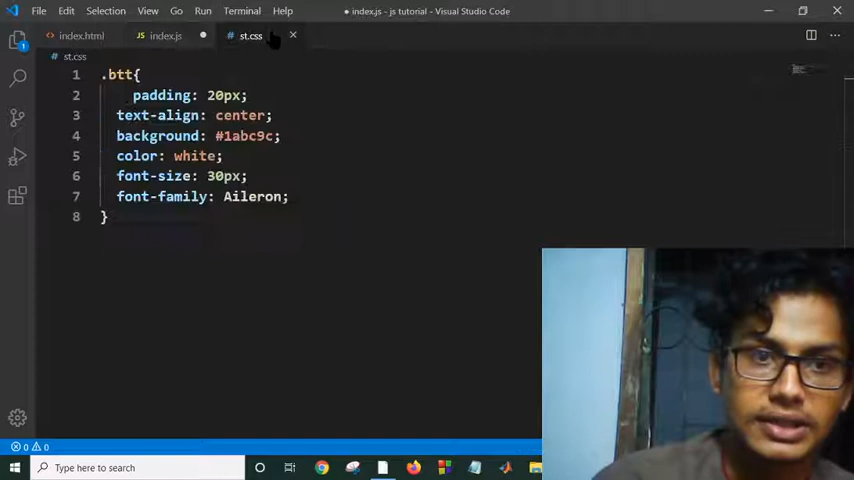 File Edit Selection View Go Run Terminal Help ● index.js - js tutorial - Visual Studio Code
<> index.html JS index.js ● # st.css ×
# st.css
1 .btt{
2 padding: 20px;
3 text-align: center;
4 background: #1abc9c;
5 color: white;
6 font-size: 30px;
7 font-family: Aileron;
8 }
1
0 0
Type here to search